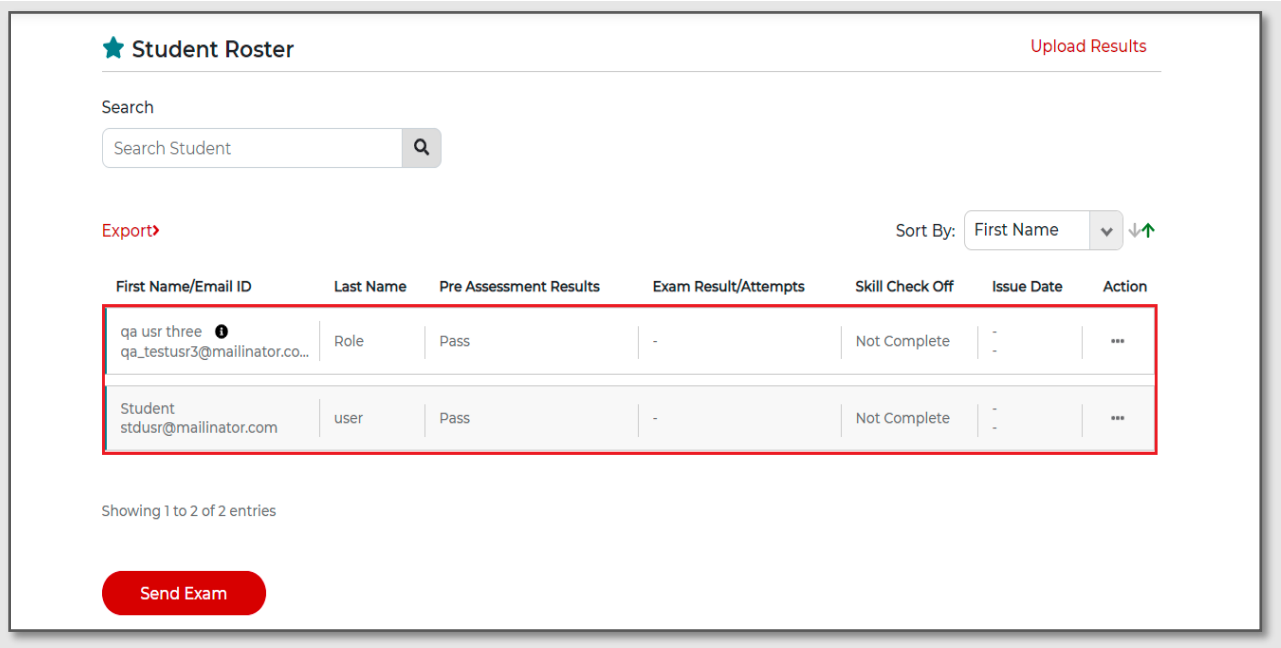 Student Roster
Upload Results
Search
Search Student
Export
Sort By: First Name
First Name/Email ID Last Name Pre Assessment Results Exam Result/Attempts Skill Check Off Issue Date Action
qa usr three
qa_testusr3@mailinator.co... Role Pass - Not Complete -
-
Student
stdusr@mailinator.com user Pass - Not Complete -
-
Showing 1 to 2 of 2 entries
Send Exam